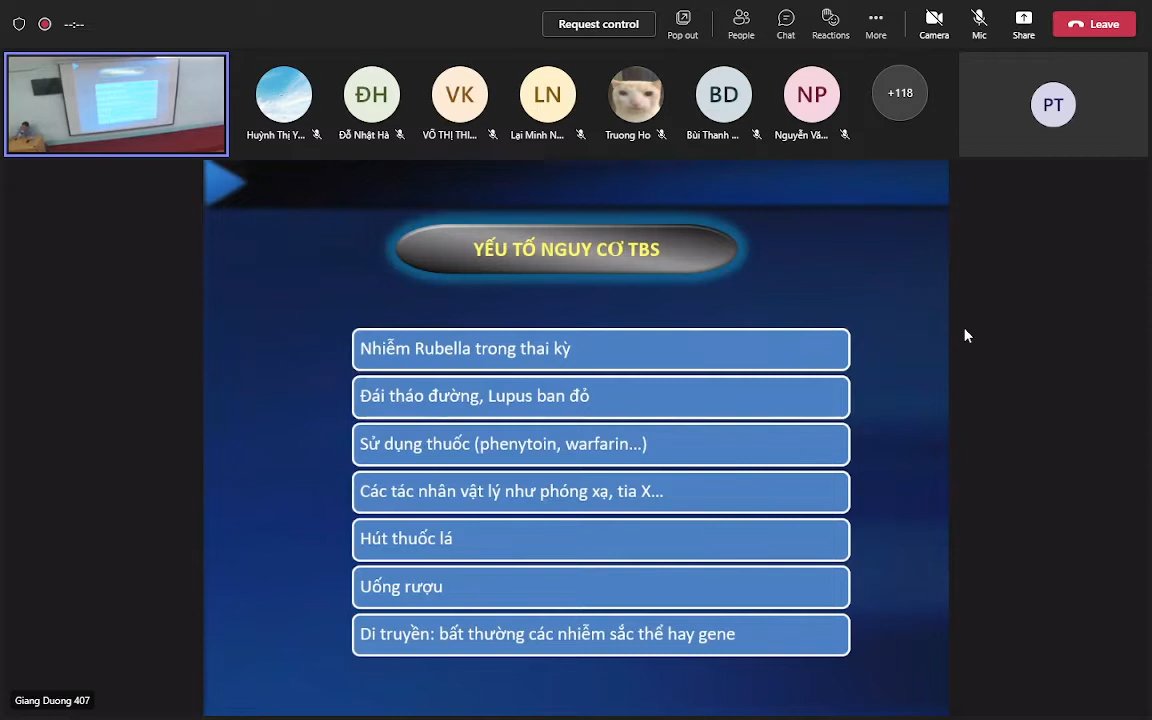 --:--
Request control
Pop out
People
Chat
Reactions
More
Camera
Mic
Share
Leave
ĐH
VK
LN
BD
NP
+118
PT
Huỳnh Thị Y...
Đỗ Nhật Hà
VÕ THỊ THI...
Lại Minh N...
Truong Ho
Bùi Thanh ...
Nguyễn Vă...
YẾU TỐ NGUY CƠ TBS
Nhiễm Rubella trong thai kỳ
Đái tháo đường, Lupus ban đỏ
Sử dụng thuốc (phenytoin, warfarin...)
Các tác nhân vật lý như phóng xạ, tia X...
Hút thuốc lá
Uống rượu
Di truyền: bất thường các nhiễm sắc thể hay gene
Giang Duong 407